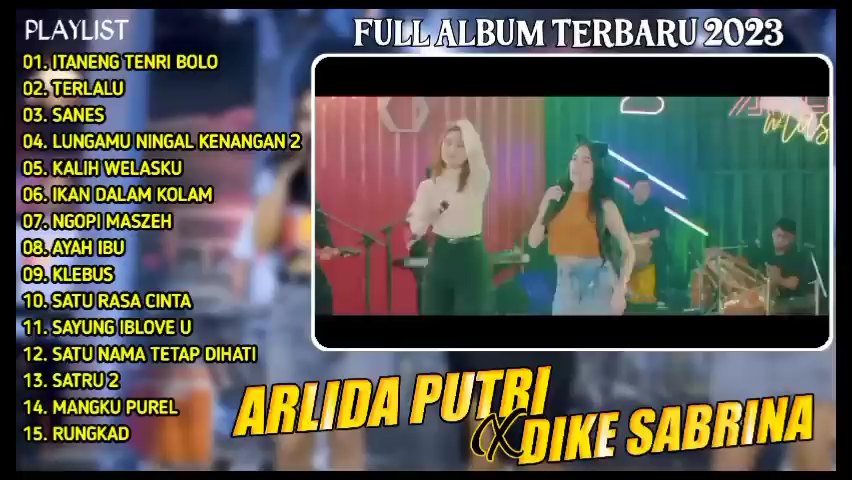 PLAYLIST
FULL ALBUM TERBARU 2023
01. ITANENG TENRI BOLO
02. TERLALU
03. SANES
04. LUNGAMU NINGAL KENANGAN 2
05. KALIH WELASKU
06. IKAN DALAM KOLAM
07. NGOPI MASZEH
08. AYAH IBU
09. KLEBUS
10. SATU RASA CINTA
11. SAYUNG IBLOVE U
12. SATU NAMA TETAP DIHATI
13. SATRU 2
14. MANGKU PUREL
15. RUNGKAD
ARLIDA PUTRI
X DIKE SABRINA